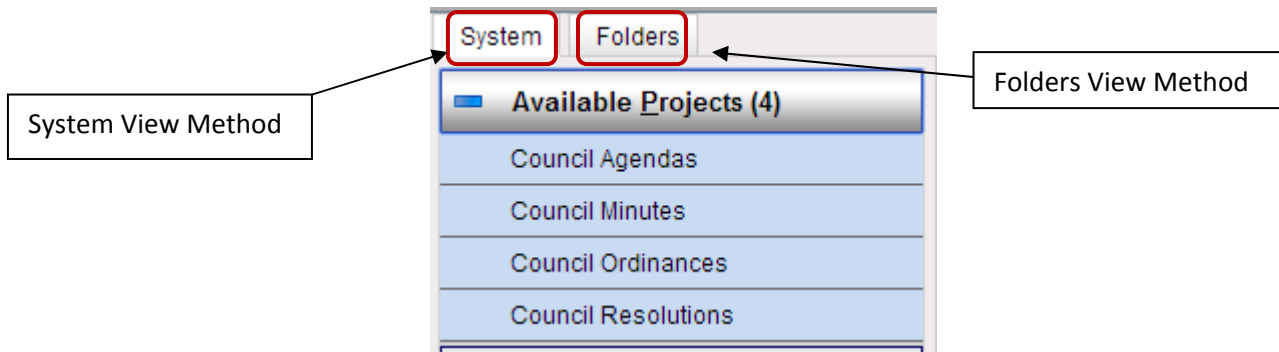 System Folders
Folders View Method
Available Projects (4)
System View Method
Council Agendas
Council Minutes
Council Ordinances
Council Resolutions